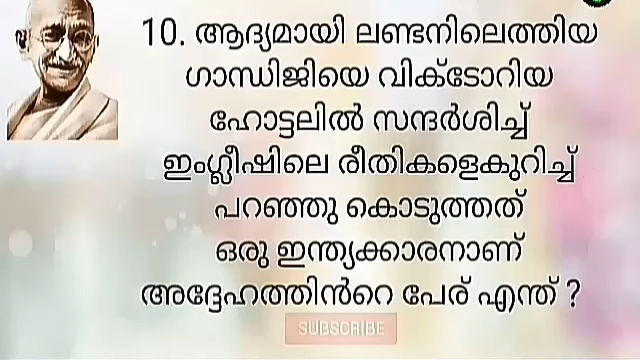 10. ആദ്യമായി ലണ്ടനിലെത്തിയ
ഗാന്ധിജിയെ വിക്ടോറിയ
ഹോട്ടലിൽ സന്ദർശിച്ച്
ഇംഗ്ലീഷിലെ രീതികളെകുറിച്ച്
പറഞ്ഞു കൊടുത്തത്
ഒരു ഇന്ത്യക്കാരനാണ്
അദ്ദേഹത്തിൻറെ പേര് എന്ത് ?
SUBSCRIBE